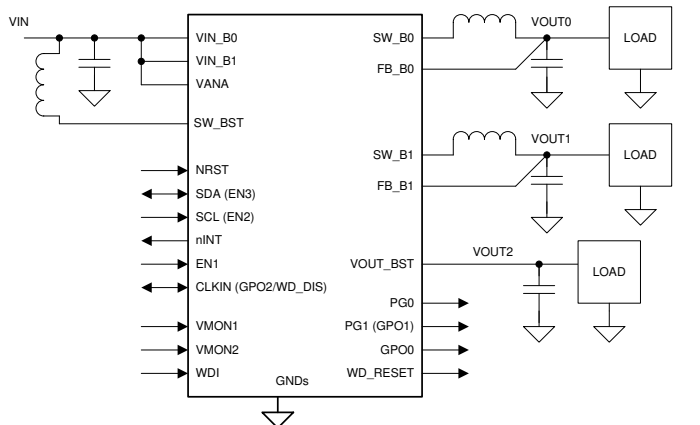 VIN
VIN_B0
VIN_B1
VANA
SW_BST
NRST
SDA (EN3)
SCL (EN2)
nINT
EN1
CLKIN (GPO2/WD_DIS)
VMON1
VMON2
WDI
GNDs
SW_B0
FB_B0
SW_B1
FB_B1
VOUT_BST
PG0
PG1 (GPO1)
GPO0
WD_RESET
VOUT0
LOAD
VOUT1
LOAD
VOUT2
LOAD